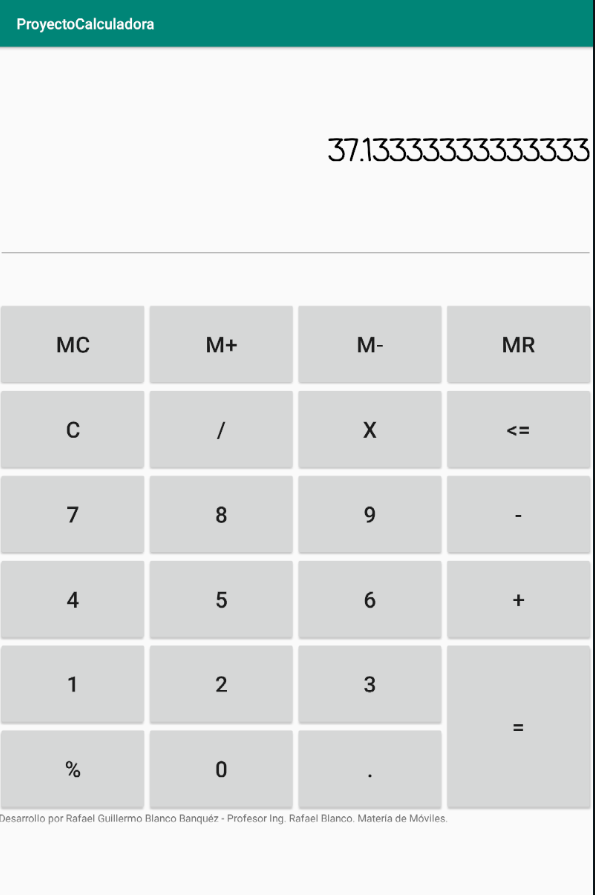 ProyectoCalculadora
37.13333333333333
MC M+ M- MR
C / X <=
7 8 9 -
4 5 6 +
1 2 3
=
% 0 .
Desarrollo por Rafael Guillermo Blanco Banquéz - Profesor Ing. Rafael Blanco. Materia de Móviles.